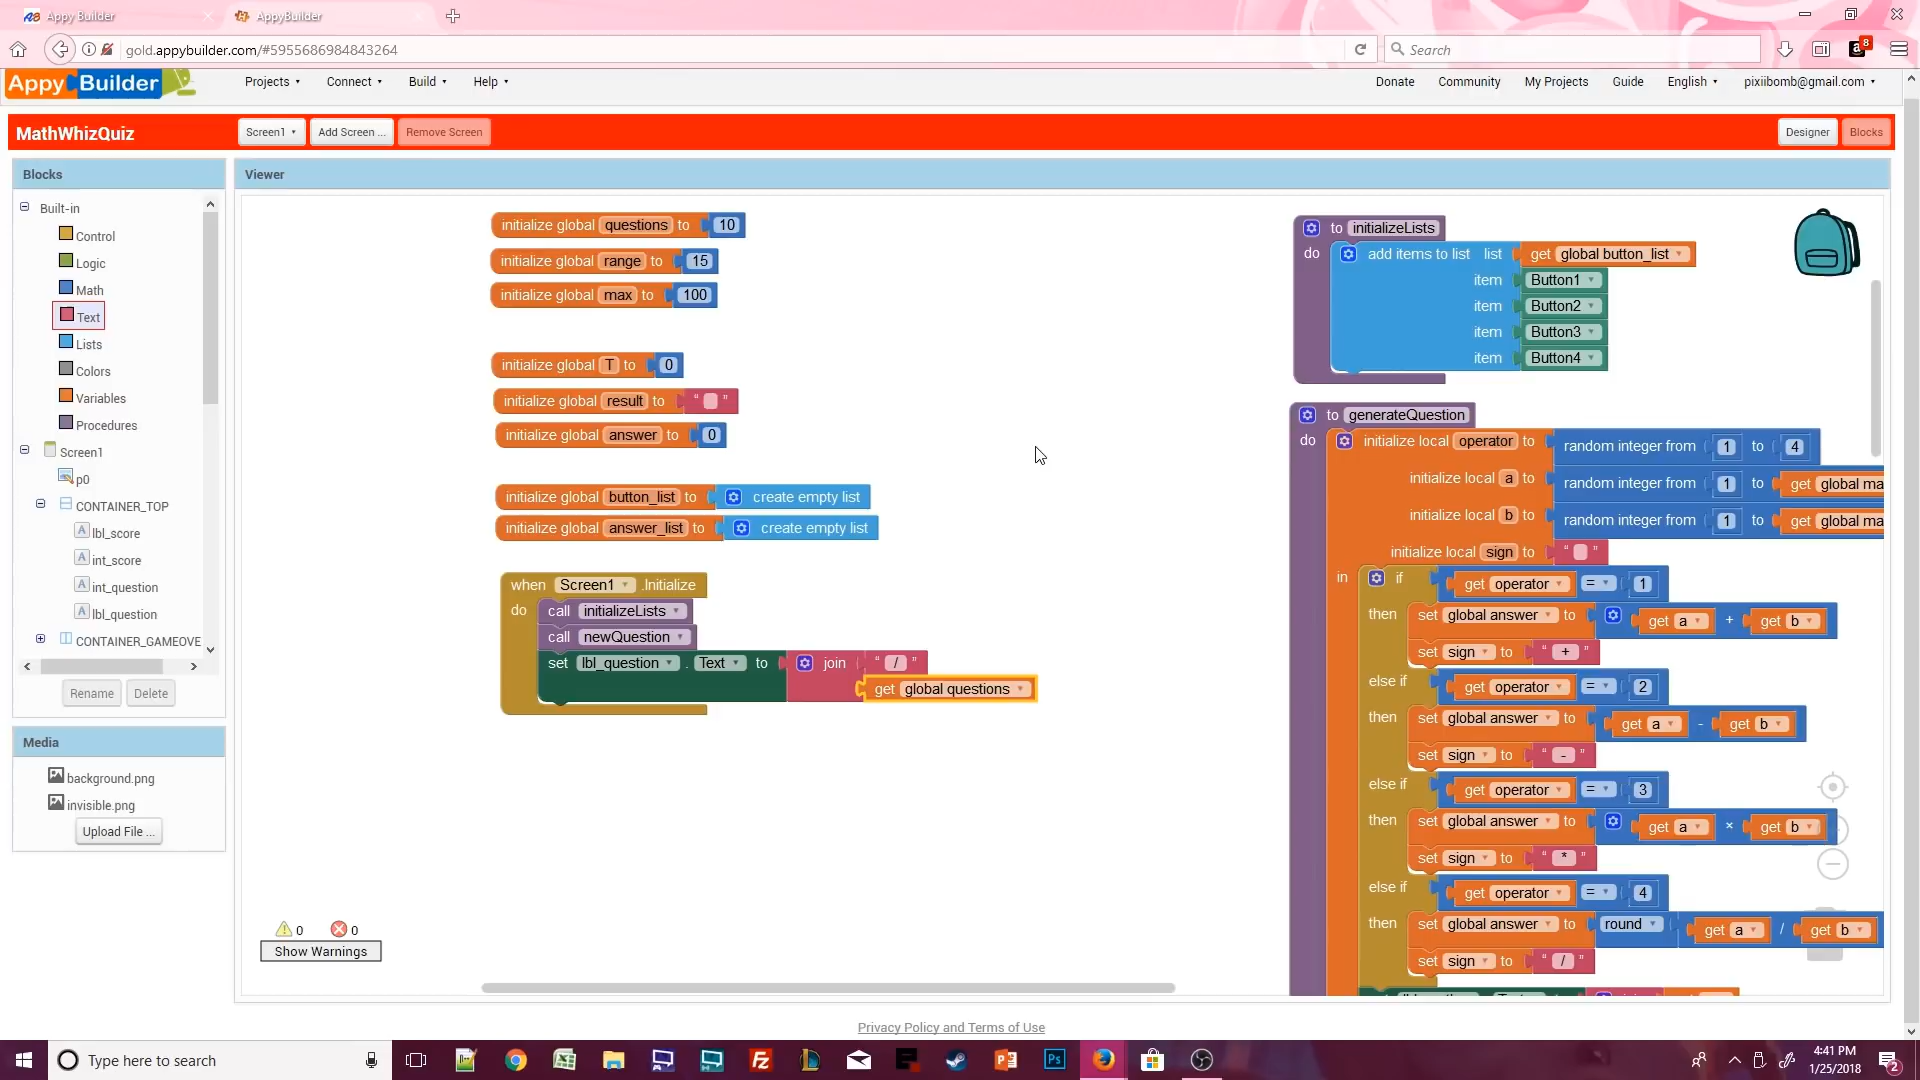 Appy Builder
AppyBuilder
gold.appybuilder.com/#5955686984843264
Search
8
Appy Builder
Projects
Connect
Build
Help
Donate
Community
My Projects
Guide
English
pixiibomb@gmail.com
MathWhizQuiz
Screen1
Add Screen ...
Remove Screen
Designer
Blocks
Blocks
Built-in
Control
Logic
Math
Text
Lists
Colors
Variables
Procedures
Screen1
p0
CONTAINER_TOP
lbl_score
int_score
int_question
lbl_question
CONTAINER_GAMEOVE
Rename
Delete
Media
background.png
invisible.png
Upload File ...
Viewer
initialize global questions to 10
initialize global range to 15
initialize global max to 100
initialize global T to 0
initialize global result to " "
initialize global answer to 0
initialize global button_list to create empty list
initialize global answer_list to create empty list
when Screen1 .Initialize
do call initializeLists
call newQuestion
set lbl_question . Text to join " / "
get global questions
0 0
Show Warnings
to initializeLists
do add items to list list get global button_list
item Button1
item Button2
item Button3
item Button4
to generateQuestion
do initialize local operator to random integer from 1 to 4
initialize local a to random integer from 1 to get global ma
initialize local b to random integer from 1 to get global ma
initialize local sign to " "
in if get operator = 1
then set global answer to get a + get b
set sign to " + "
else if get operator = 2
then set global answer to get a - get b
set sign to " - "
else if get operator = 3
then set global answer to get a × get b
set sign to " * "
else if get operator = 4
then set global answer to round get a / get b
set sign to " / "
Privacy Policy and Terms of Use
Type here to search
4:41 PM
1/25/2018
2